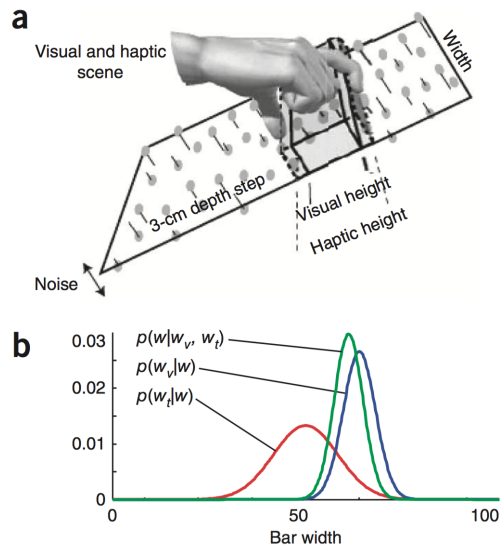 a
Visual and haptic
scene
Width
3-cm depth step
Visual height
Haptic height
Noise
b
p(w|wᵥ, wₜ)
p(wᵥ|w)
p(wₜ|w)
0.03
0.02
0.01
0
0
50
100
Bar width